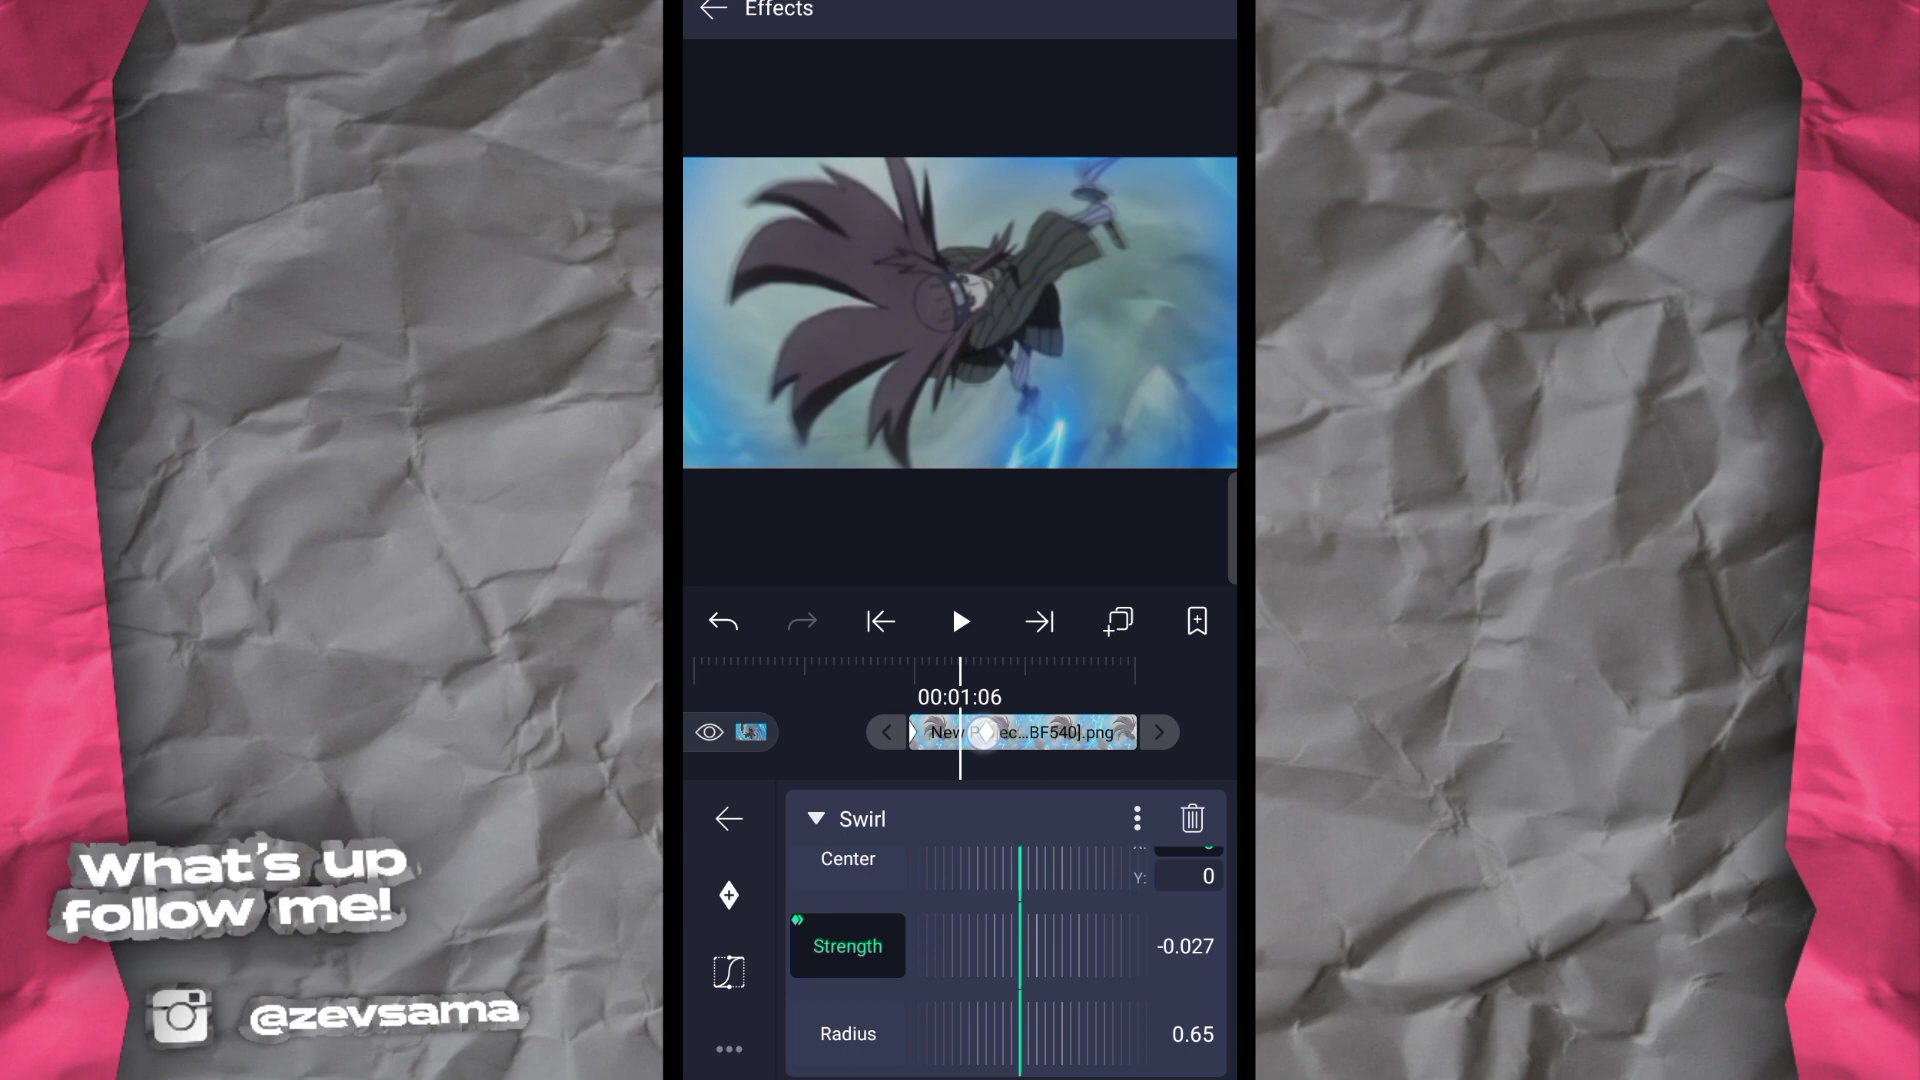 Effects
00:01:06
New P ec...BF540].png
Swirl
Center
Y:
0
Strength
-0.027
Radius
0.65
What's up
follow me!
@zevsama